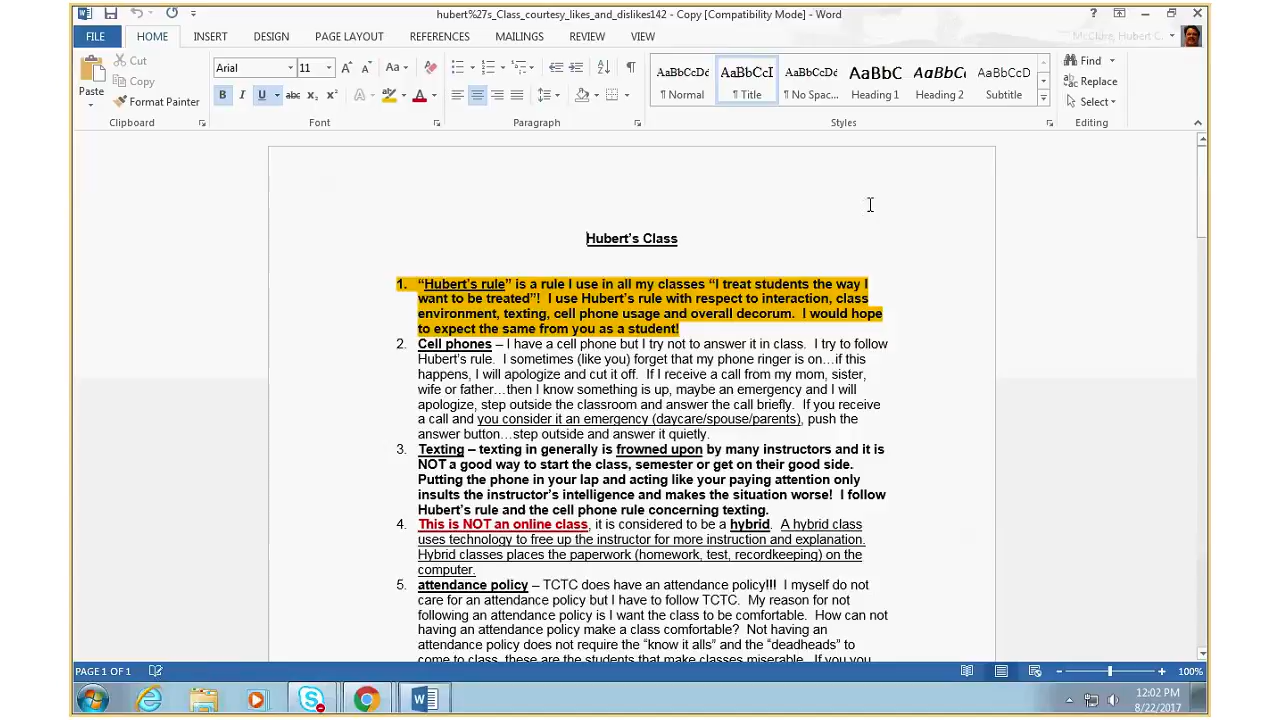 hubert%27s_Class_courtesy_likes_and_dislikes142 - Copy [Compatibility Mode] - Word
FILE HOME INSERT DESIGN PAGE LAYOUT REFERENCES MAILINGS REVIEW VIEW McClure, Hubert C.
Paste Cut Copy Format Painter
Arial 11
AaBbCcDc AaBbCcI AaBbCcDc AaBbC AaBbCc AaBbCcD
¶ Normal ¶ Title ¶ No Spac... Heading 1 Heading 2 Subtitle
Find Replace Select
Clipboard Font Paragraph Styles Editing
Hubert's Class
1. “Hubert's rule” is a rule I use in all my classes “I treat students the way I
want to be treated”! I use Hubert's rule with respect to interaction, class
environment, texting, cell phone usage and overall decorum. I would hope
to expect the same from you as a student!
2. Cell phones – I have a cell phone but I try not to answer it in class. I try to follow
Hubert's rule. I sometimes (like you) forget that my phone ringer is on…if this
happens, I will apologize and cut it off. If I receive a call from my mom, sister,
wife or father…then I know something is up, maybe an emergency and I will
apologize, step outside the classroom and answer the call briefly. If you receive
a call and you consider it an emergency (daycare/spouse/parents), push the
answer button…step outside and answer it quietly.
3. Texting – texting in generally is frowned upon by many instructors and it is
NOT a good way to start the class, semester or get on their good side.
Putting the phone in your lap and acting like your paying attention only
insults the instructor's intelligence and makes the situation worse! I follow
Hubert's rule and the cell phone rule concerning texting.
4. This is NOT an online class, it is considered to be a hybrid. A hybrid class
uses technology to free up the instructor for more instruction and explanation.
Hybrid classes places the paperwork (homework, test, recordkeeping) on the
computer.
5. attendance policy – TCTC does have an attendance policy!!! I myself do not
care for an attendance policy but I have to follow TCTC. My reason for not
following an attendance policy is I want the class to be comfortable. How can not
having an attendance policy make a class comfortable? Not having an
attendance policy does not require the “know it alls” and the “deadheads” to
come to class, these are the students that make classes miserable. If you you
PAGE 1 OF 1 100%
12:02 PM
8/22/2017